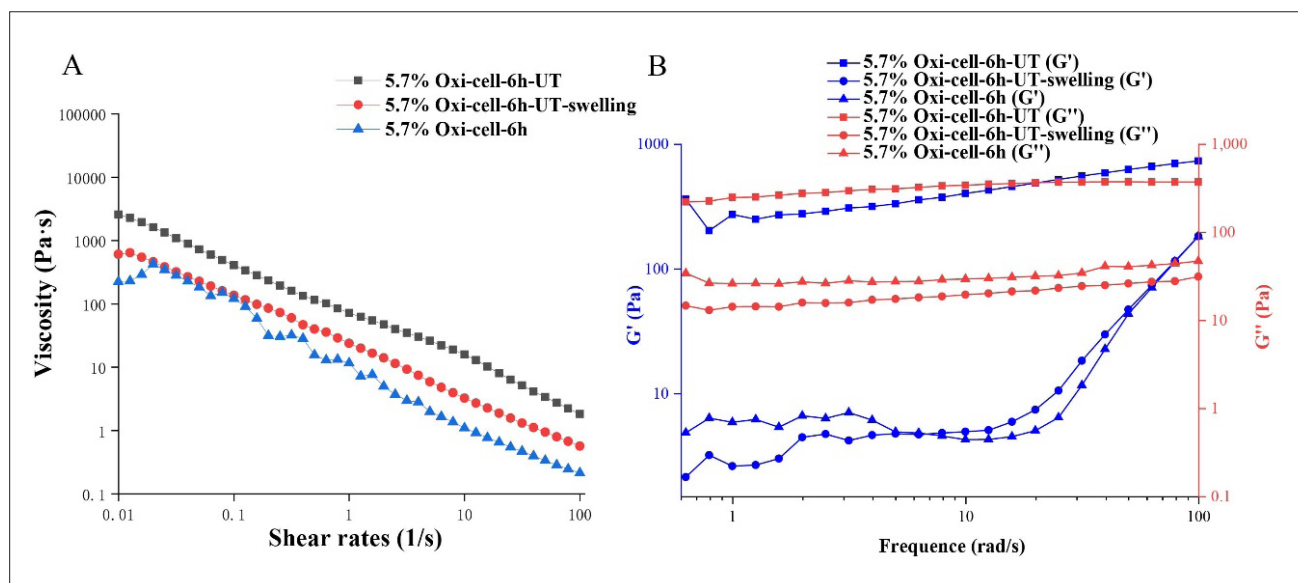 A
5.7% Oxi-cell-6h-UT
5.7% Oxi-cell-6h-UT-swelling
5.7% Oxi-cell-6h
100000
10000
1000
100
10
1
0.1
0.01
0.1
1
10
100
Viscosity (Pa·s)
Shear rates (1/s)
B
5.7% Oxi-cell-6h-UT (G')
5.7% Oxi-cell-6h-UT-swelling (G')
5.7% Oxi-cell-6h (G')
5.7% Oxi-cell-6h-UT (G'')
5.7% Oxi-cell-6h-UT-swelling (G'')
5.7% Oxi-cell-6h (G'')
1000
100
10
G' (Pa)
1,000
100
10
1
0.1
G'' (Pa)
1
10
100
Frequence (rad/s)